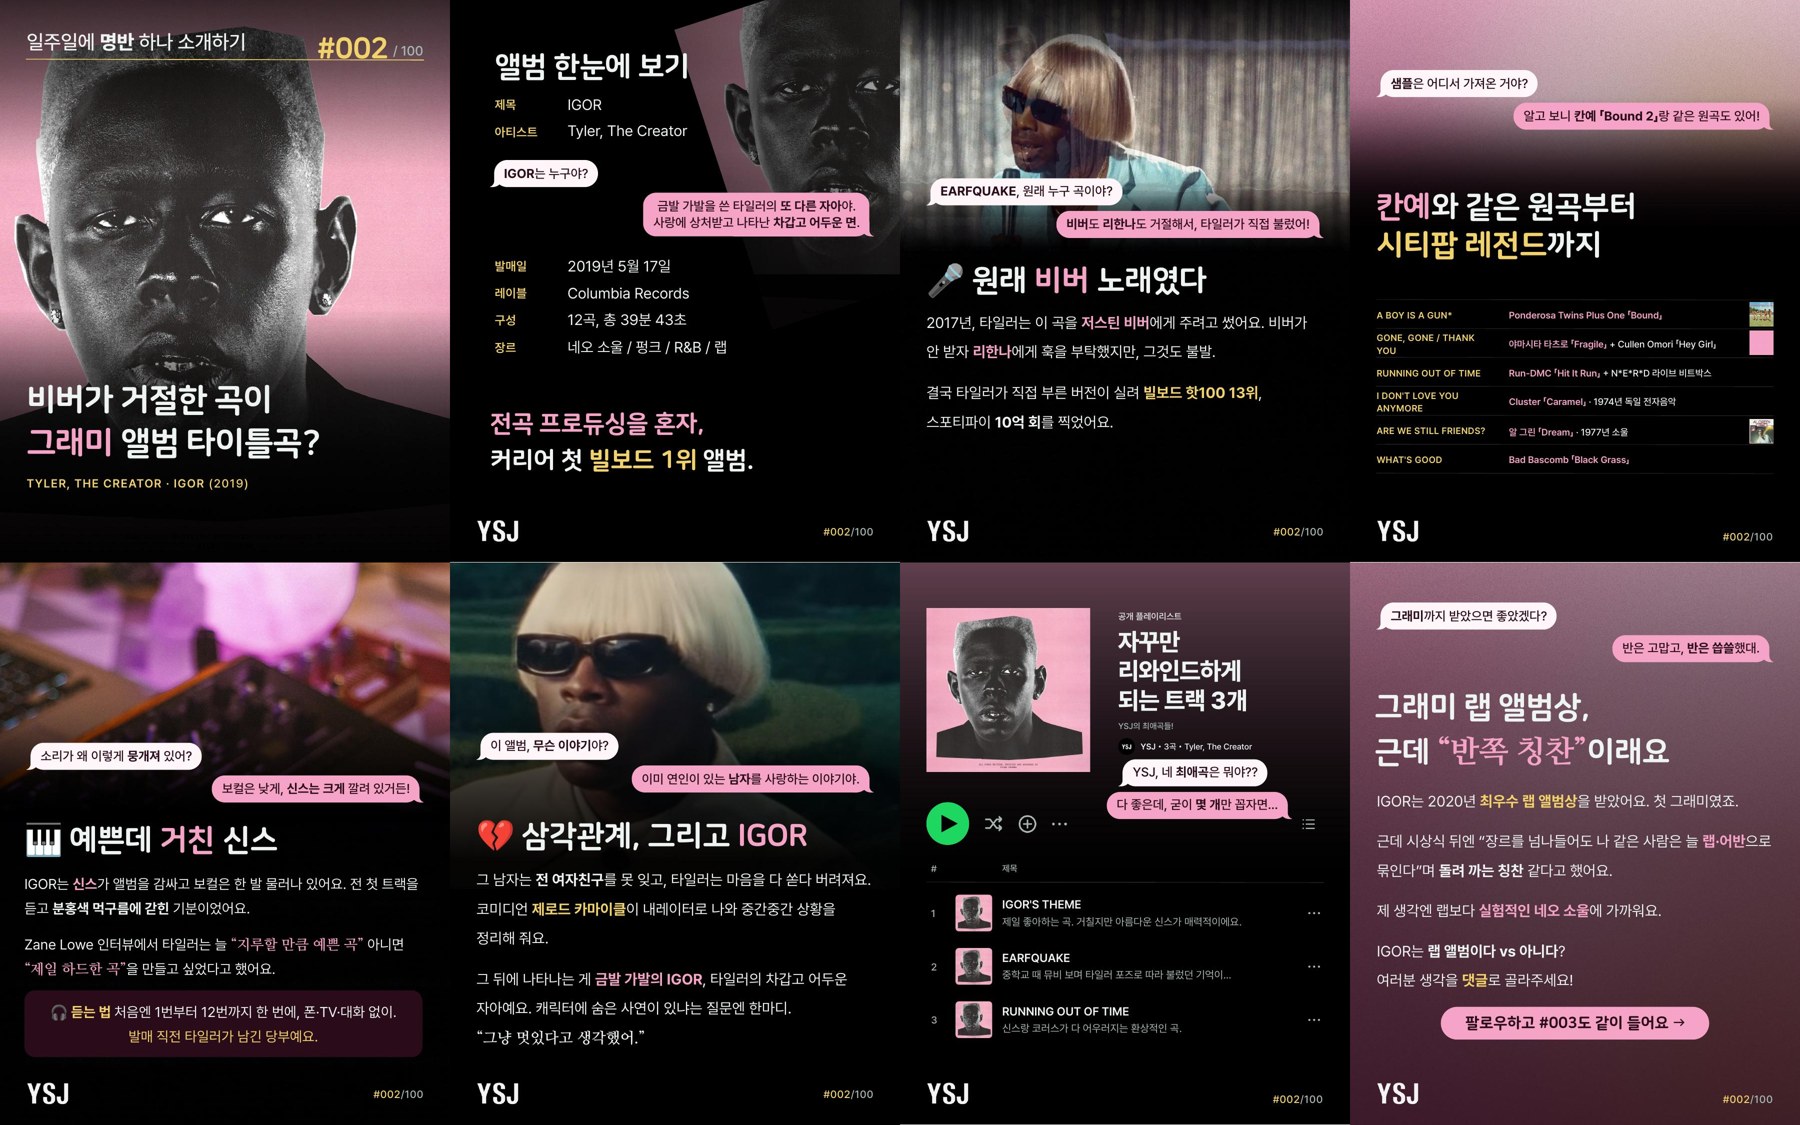 일주일에 명반 하나 소개하기
#002 / 100
비버가 거절한 곡이
그래미 앨범 타이틀곡?
TYLER, THE CREATOR · IGOR (2019)
앨범 한눈에 보기
제목 IGOR
아티스트 Tyler, The Creator
IGOR는 누구야?
금발 가발을 쓴 타일러의 또 다른 자아야.
사랑에 상처받고 나타난 차갑고 어두운 면.
발매일 2019년 5월 17일
레이블 Columbia Records
구성 12곡, 총 39분 43초
장르 네오 소울 / 펑크 / R&B / 랩
전곡 프로듀싱을 혼자,
커리어 첫 빌보드 1위 앨범.
YSJ
#002/100
EARFQUAKE, 원래 누구 곡이야?
비버도 리한나도 거절해서, 타일러가 직접 불렀어!
🎤 원래 비버 노래였다
2017년, 타일러는 이 곡을 저스틴 비버에게 주려고 썼어요. 비버가
안 받자 리한나에게 훅을 부탁했지만, 그것도 불발.
결국 타일러가 직접 부른 버전이 실려 빌보드 핫100 13위,
스포티파이 10억 회를 찍었어요.
YSJ
#002/100
샘플은 어디서 가져온 거야?
알고 보니 칸예 「Bound 2」랑 같은 원곡도 있어!
칸예와 같은 원곡부터
시티팝 레전드까지
A BOY IS A GUN* Ponderosa Twins Plus One 「Bound」
GONE, GONE / THANK
YOU
야마시타 타츠로 「Fragile」 + Cullen Omori 「Hey Girl」
RUNNING OUT OF TIME Run-DMC 「Hit It Run」 + N*E*R*D 라이브 비트박스
I DON'T LOVE YOU
ANYMORE
Cluster 「Caramel」 · 1974년 독일 전자음악
ARE WE STILL FRIENDS? 알 그린 「Dream」 · 1977년 소울
WHAT'S GOOD Bad Bascomb 「Black Grass」
YSJ
#002/100
소리가 왜 이렇게 뭉개져 있어?
보컬은 낮게, 신스는 크게 깔려 있거든!
🎹 예쁜데 거친 신스
IGOR는 신스가 앨범을 감싸고 보컬은 한 발 물러나 있어요. 전 첫 트랙을
듣고 분홍색 먹구름에 갇힌 기분이었어요.
Zane Lowe 인터뷰에서 타일러는 늘 “지루할 만큼 예쁜 곡” 아니면
“제일 하드한 곡”을 만들고 싶었다고 했어요.
🎧 듣는 법 처음엔 1번부터 12번까지 한 번에, 폰·TV·대화 없이.
발매 직전 타일러가 남긴 당부예요.
YSJ
#002/100
이 앨범, 무슨 이야기야?
이미 연인이 있는 남자를 사랑하는 이야기야.
💔 삼각관계, 그리고 IGOR
그 남자는 전 여자친구를 못 잊고, 타일러는 마음을 다 쏟다 버려져요.
코미디언 제로드 카마이클이 내레이터로 나와 중간중간 상황을
정리해 줘요.
그 뒤에 나타나는 게 금발 가발의 IGOR, 타일러의 차갑고 어두운
자아예요. 캐릭터에 숨은 사연이 있냐는 질문엔 한마디.
“그냥 멋있다고 생각했어.”
YSJ
#002/100
공개 플레이리스트
자꾸만
리와인드하게
되는 트랙 3개
YSJ의 최애곡들!
YSJ YSJ • 3곡 • Tyler, The Creator
YSJ, 네 최애곡은 뭐야??
다 좋은데, 굳이 몇 개만 꼽자면...
# 제목
1 IGOR'S THEME
제일 좋아하는 곡. 거칠지만 아름다운 신스가 매력적이에요.
2 EARFQUAKE
중학교 때 뮤비 보며 타일러 포즈로 따라 불렀던 기억이...
3 RUNNING OUT OF TIME
신스랑 코러스가 다 어우러지는 환상적인 곡.
YSJ
#002/100
그래미까지 받았으면 좋았겠다?
반은 고맙고, 반은 씁쓸했대.
그래미 랩 앨범상,
근데 “반쪽 칭찬”이래요
IGOR는 2020년 최우수 랩 앨범상을 받았어요. 첫 그래미였죠.
근데 시상식 뒤엔 “장르를 넘나들어도 나 같은 사람은 늘 랩·어반으로
묶인다”며 돌려 까는 칭찬 같다고 했어요.
제 생각엔 랩보다 실험적인 네오 소울에 가까워요.
IGOR는 랩 앨범이다 vs 아니다?
여러분 생각을 댓글로 골라주세요!
팔로우하고 #003도 같이 들어요 →
YSJ
#002/100